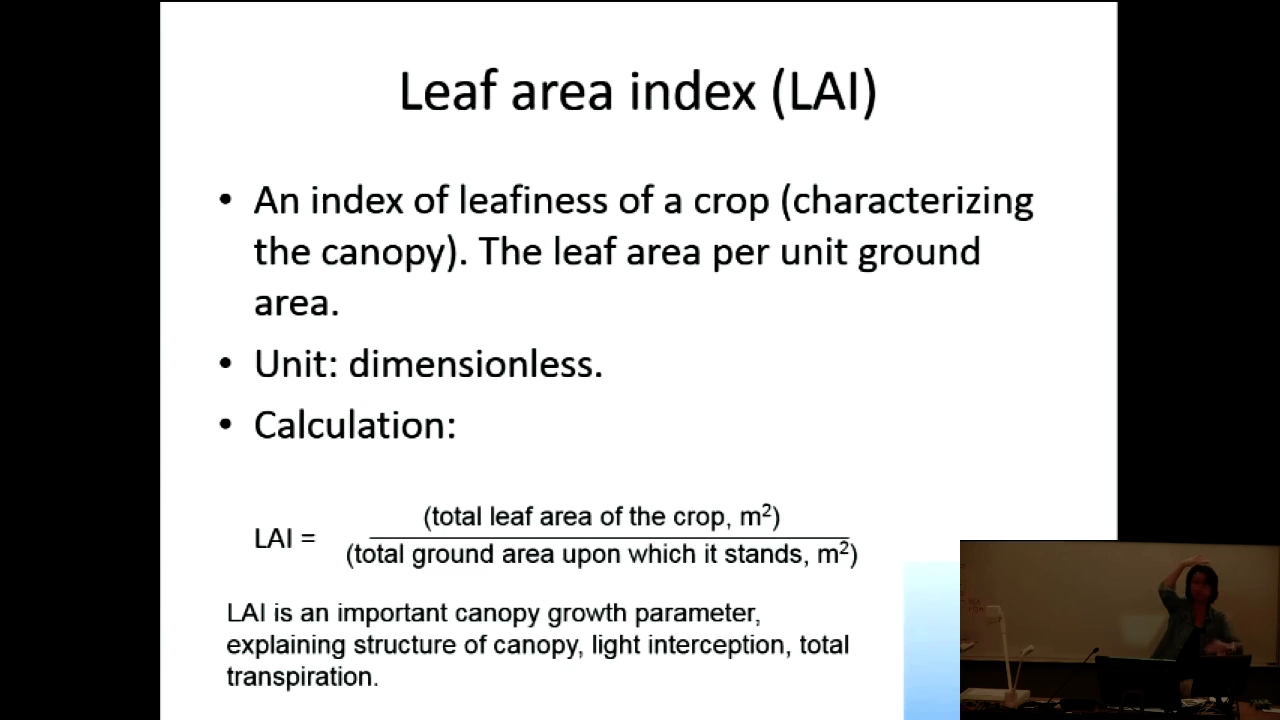 Leaf area index (LAI)
• An index of leafiness of a crop (characterizing
the canopy). The leaf area per unit ground
area.
• Unit: dimensionless.
• Calculation:
(total leaf area of the crop, m²)
LAI =
(total ground area upon which it stands, m²)
LAI is an important canopy growth parameter,
explaining structure of canopy, light interception, total
transpiration.